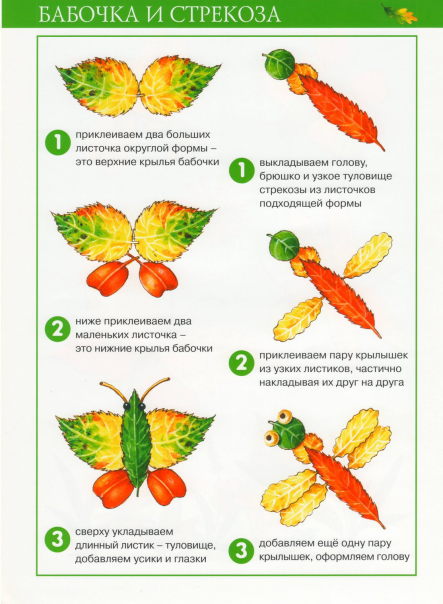 БАБОЧКА И СТРЕКОЗА
1
приклеиваем два больших
листочка округлой формы –
это верхние крылья бабочки
2
ниже приклеиваем два
маленьких листочка –
это нижние крылья бабочки
3
сверху укладываем
длинный листик – туловище,
добавляем усики и глазки
1
выкладываем голову,
брюшко и узкое туловище
стрекозы из листочков
подходящей формы
2
приклеиваем пару крылышек
из узких листиков, частично
накладывая их друг на друга
3
добавляем ещё одну пару
крылышек, оформляем голову